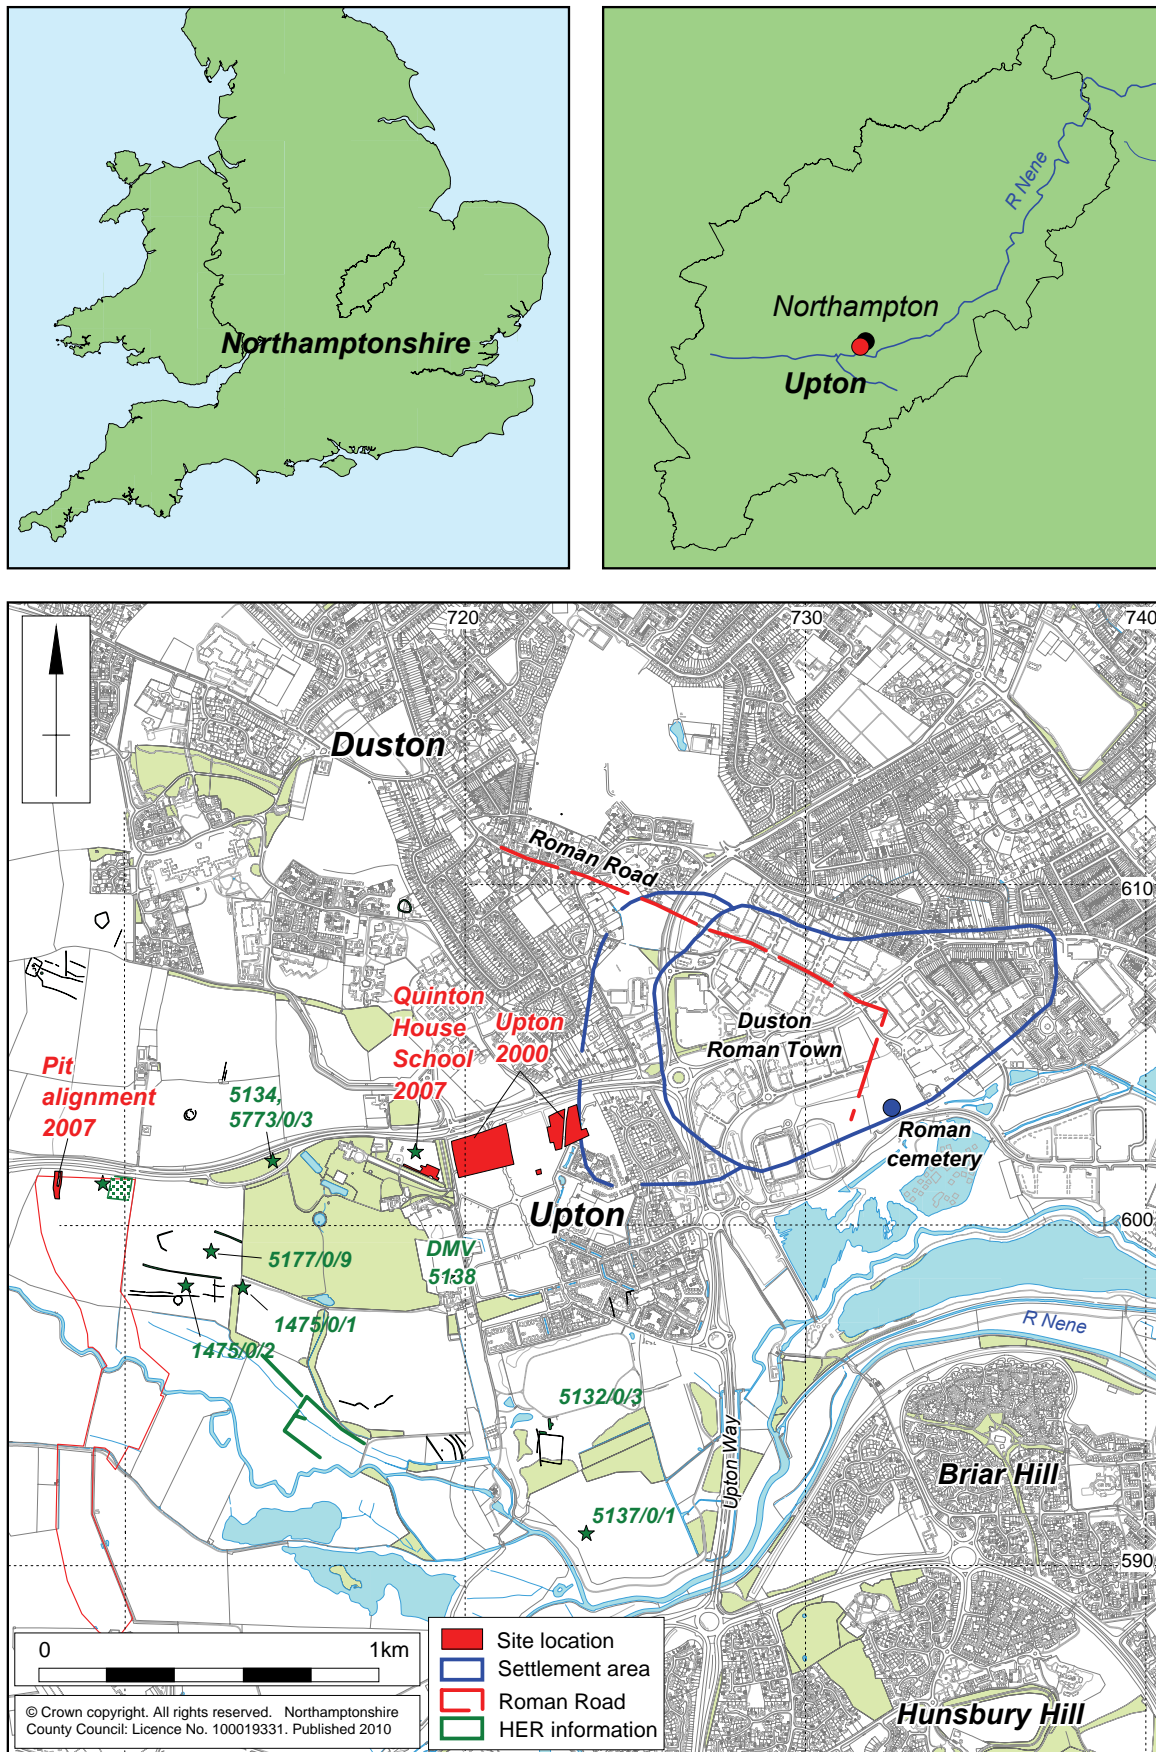 Northamptonshire
R Nene
Northampton
Upton
720
730
740
Duston
Roman Road
610
Quinton
House
School
2007
Upton
2000
Duston
Roman Town
Pit
alignment
2007
5134,
5773/0/3
Roman
cemetery
Upton
600
DMV
5138
5177/0/9
1475/0/1
1475/0/2
R Nene
5132/0/3
Upton Way
Briar Hill
5137/0/1
590
0 1km
Site location
Settlement area
Roman Road
HER information
Hunsbury Hill
© Crown copyright. All rights reserved. Northamptonshire
County Council: Licence No. 100019331. Published 2010